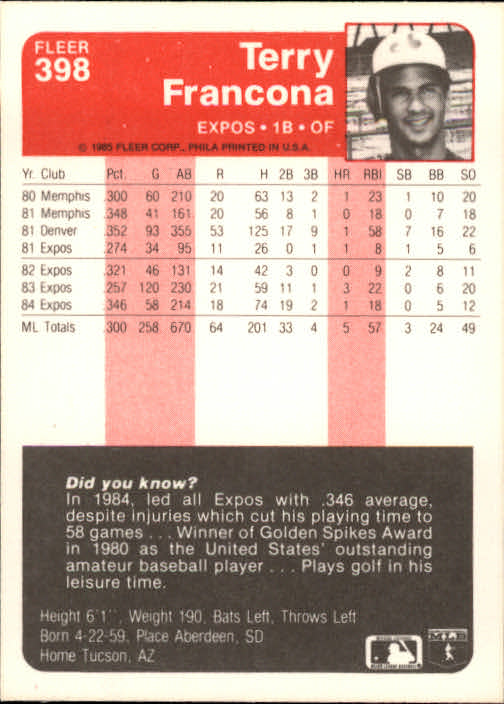 FLEER
398
Terry
Francona
EXPOS • 1B • OF
© 1985 FLEER CORP., PHILA PRINTED IN U.S.A.
Yr. Club Pct. G AB R H 2B 3B HR RBI SB BB SO
80 Memphis .300 60 210 20 63 13 2 1 23 1 10 20
81 Memphis .348 41 161 20 56 8 1 0 18 0 7 18
81 Denver .352 93 355 53 125 17 9 1 58 7 16 22
81 Expos .274 34 95 11 26 0 1 1 8 1 5 6
82 Expos .321 46 131 14 42 3 0 0 9 2 8 11
83 Expos .257 120 230 21 59 11 1 3 22 0 6 20
84 Expos .346 58 214 18 74 19 2 1 18 0 5 12
ML Totals .300 258 670 64 201 33 4 5 57 3 24 49
Did you know?
In 1984, led all Expos with .346 average,
despite injuries which cut his playing time to
58 games . . . Winner of Golden Spikes Award
in 1980 as the United States' outstanding
amateur baseball player . . . Plays golf in his
leisure time.
Height 6'1", Weight 190, Bats Left, Throws Left
Born 4-22-59, Place Aberdeen, SD
Home Tucson, AZ